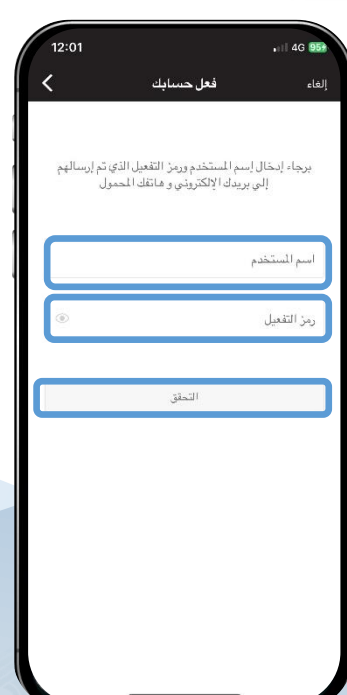 12:01
4G 95+
فعل حسابك
إلغاء
برجاء إدخال إسم المستخدم ورمز التفعيل الذي تم إرسالهم
إلي بريدك الإلكتروني و هاتفك المحمول
اسم المستخدم
رمز التفعيل
التحقق